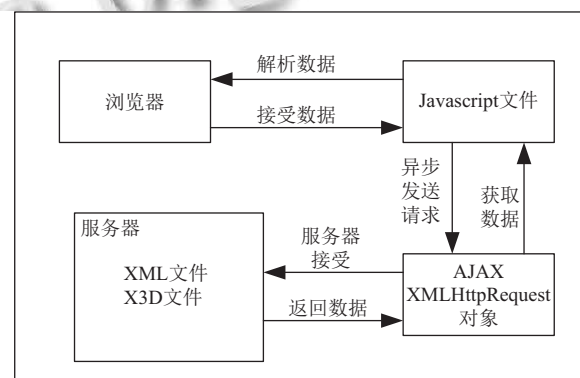 解析数据
浏览器
Javascript文件
接受数据
异步
发送
请求
获取
数据
服务器
XML文件
X3D文件
服务器
接受
返回数据
AJAX
XMLHttpRequest
对象